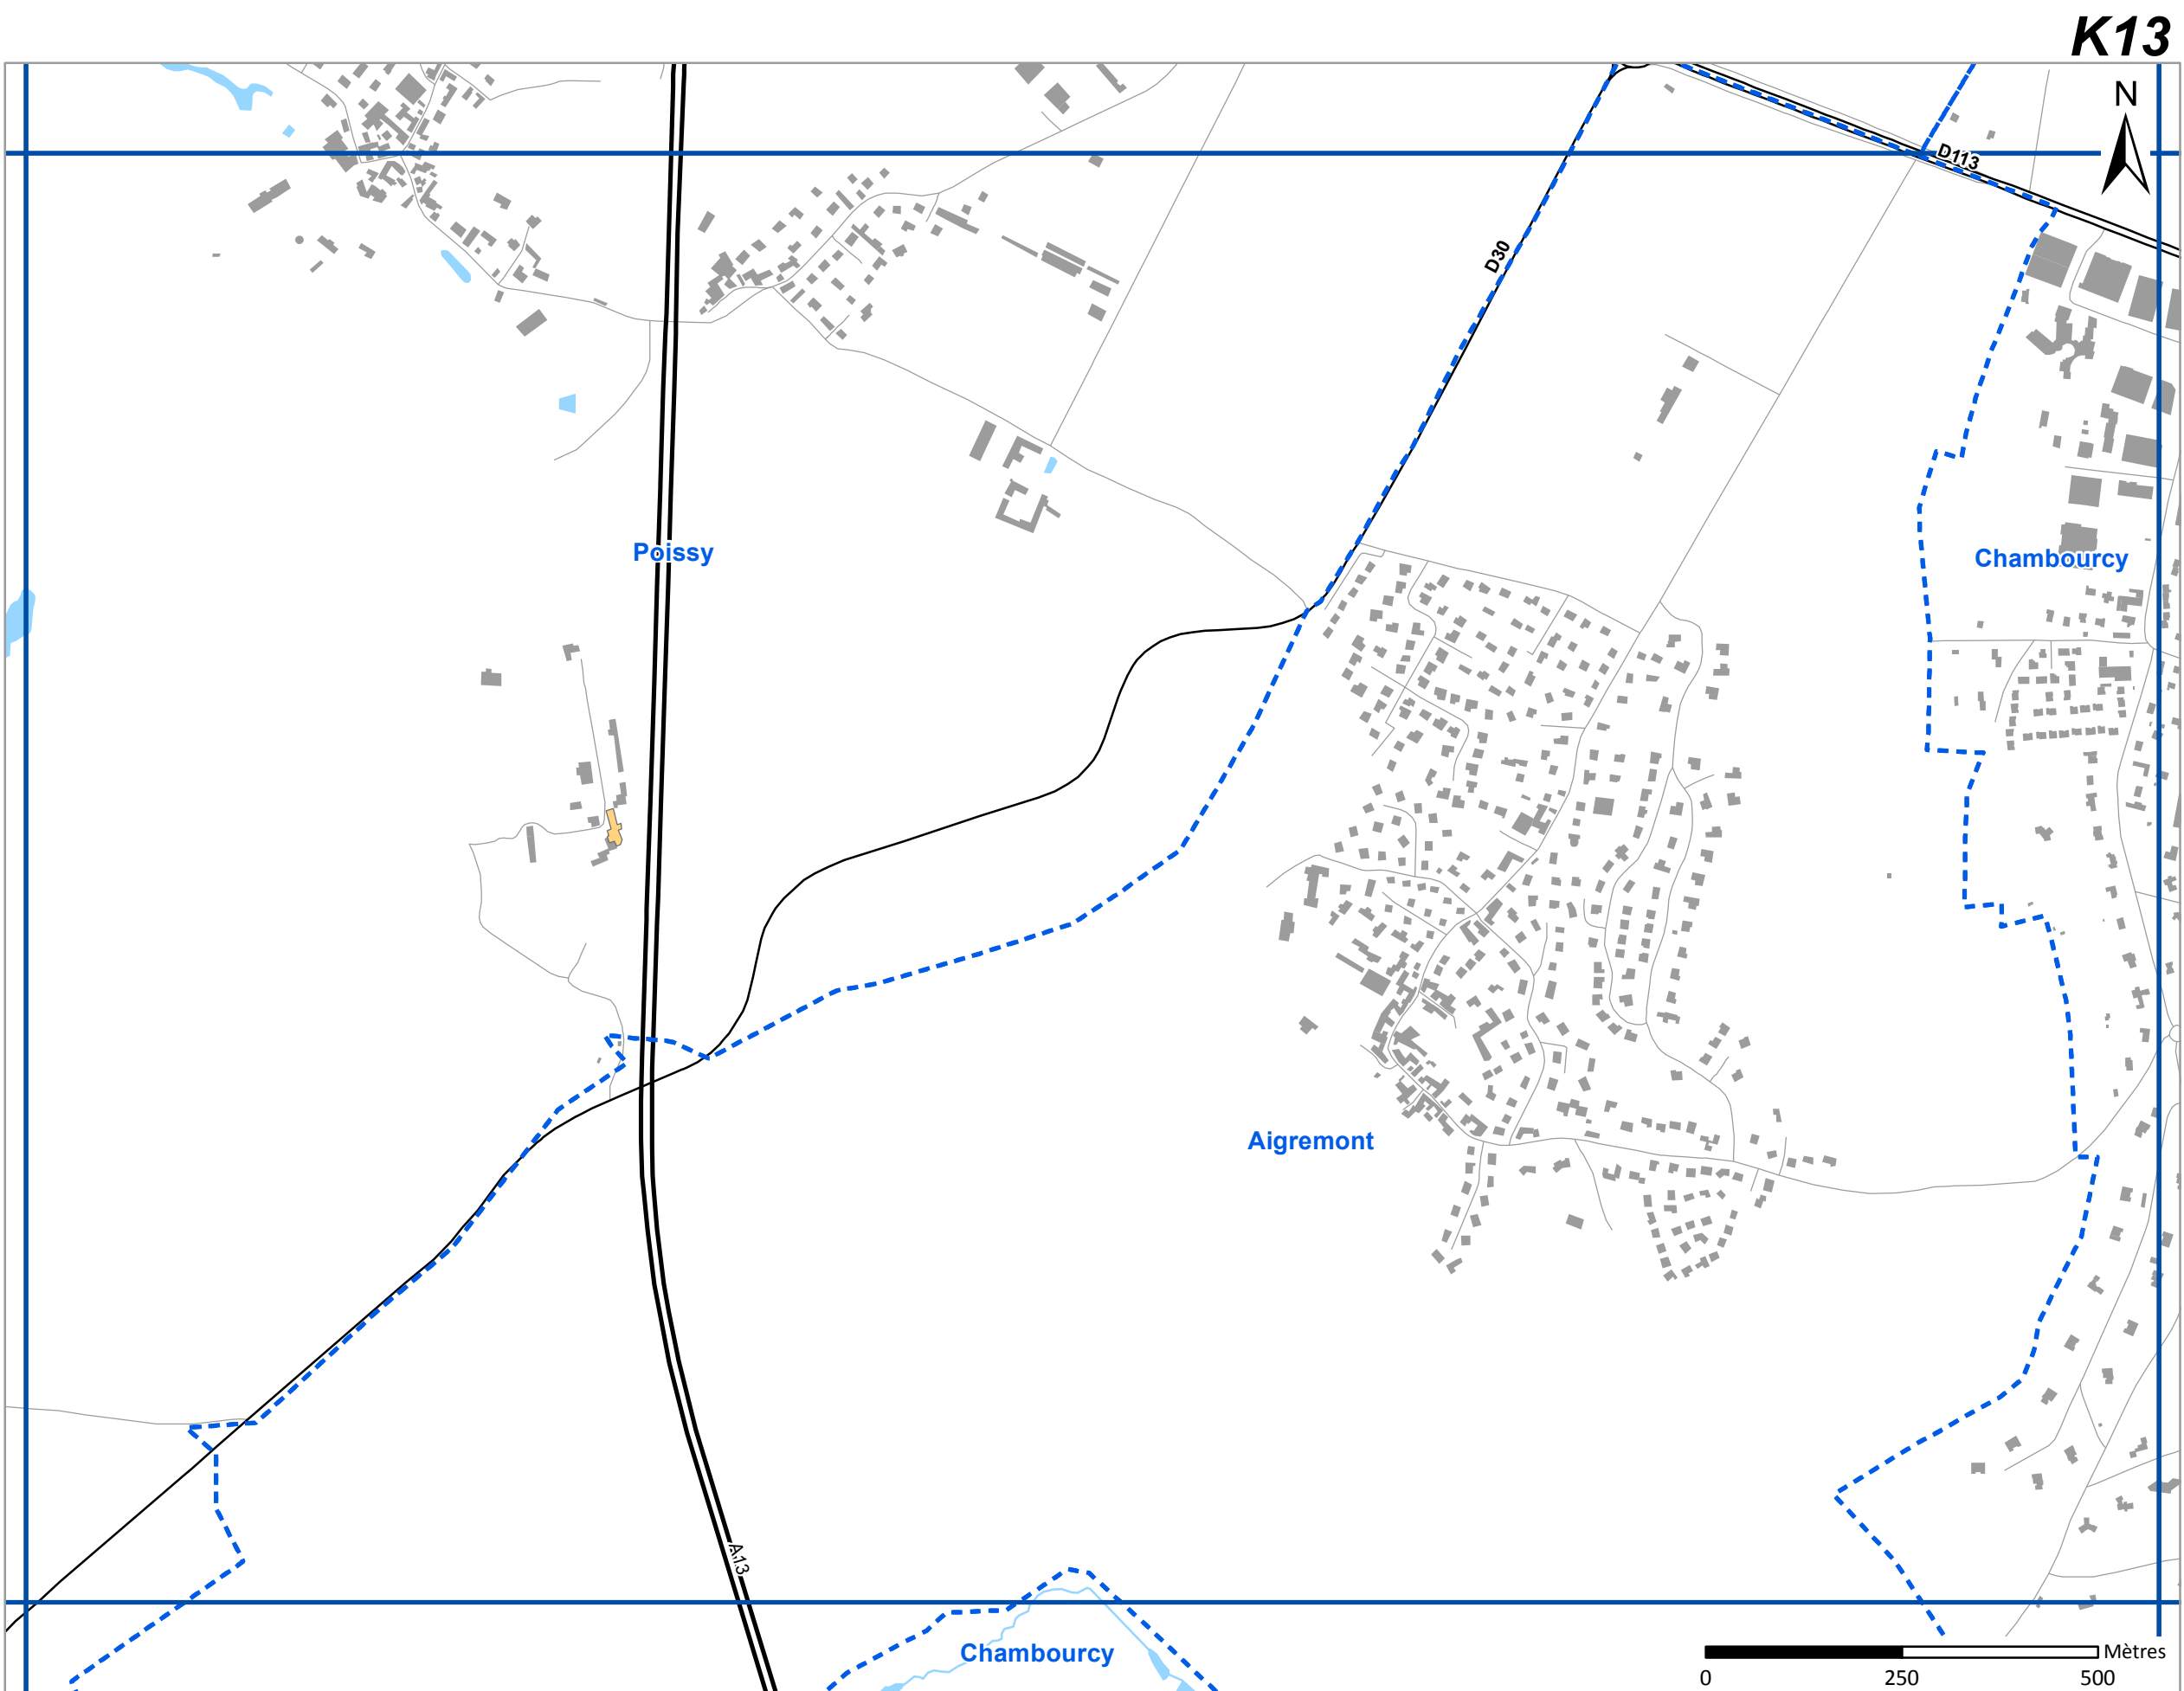 K13
N
D113
D30
Poissy
Chambourcy
Aigremont
A13
Chambourcy
Mètres
0 250 500